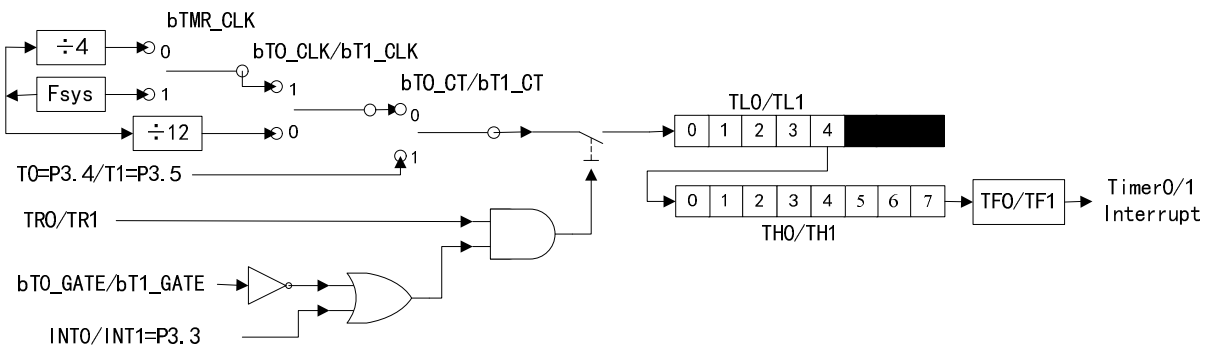 bTMR_CLK
÷4
0
bT0_CLK/bT1_CLK
Fsys
1
1
bT0_CT/bT1_CT
0
÷12
0
TL0/TL1
0 1 2 3 4
T0=P3.4/T1=P3.5
1
0 1 2 3 4 5 6 7
TF0/TF1
Timer0/1
Interrupt
TH0/TH1
TR0/TR1
bT0_GATE/bT1_GATE
INT0/INT1=P3.3